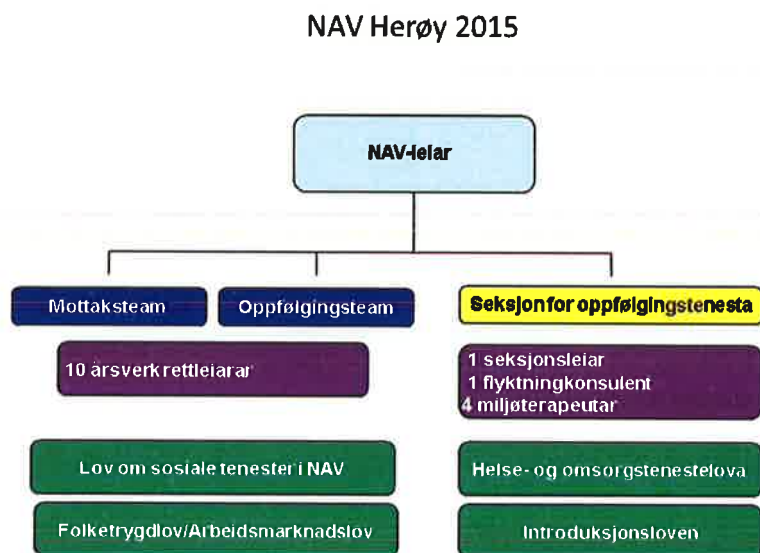 NAV Herøy 2015
NAV-leiar
Mottaksteam
Oppfølgingsteam
Seksjon for oppfølgingstenesta
10 årsverk rettleiarar
1 seksjonsleiar
1 flyktningkonsulent
4 miljøterapeutar
Lov om sosiale tenester i NAV
Helse- og omsorgstenestelova
Folketrygdlov/Arbeidsmarknadslov
Introduksjonsloven